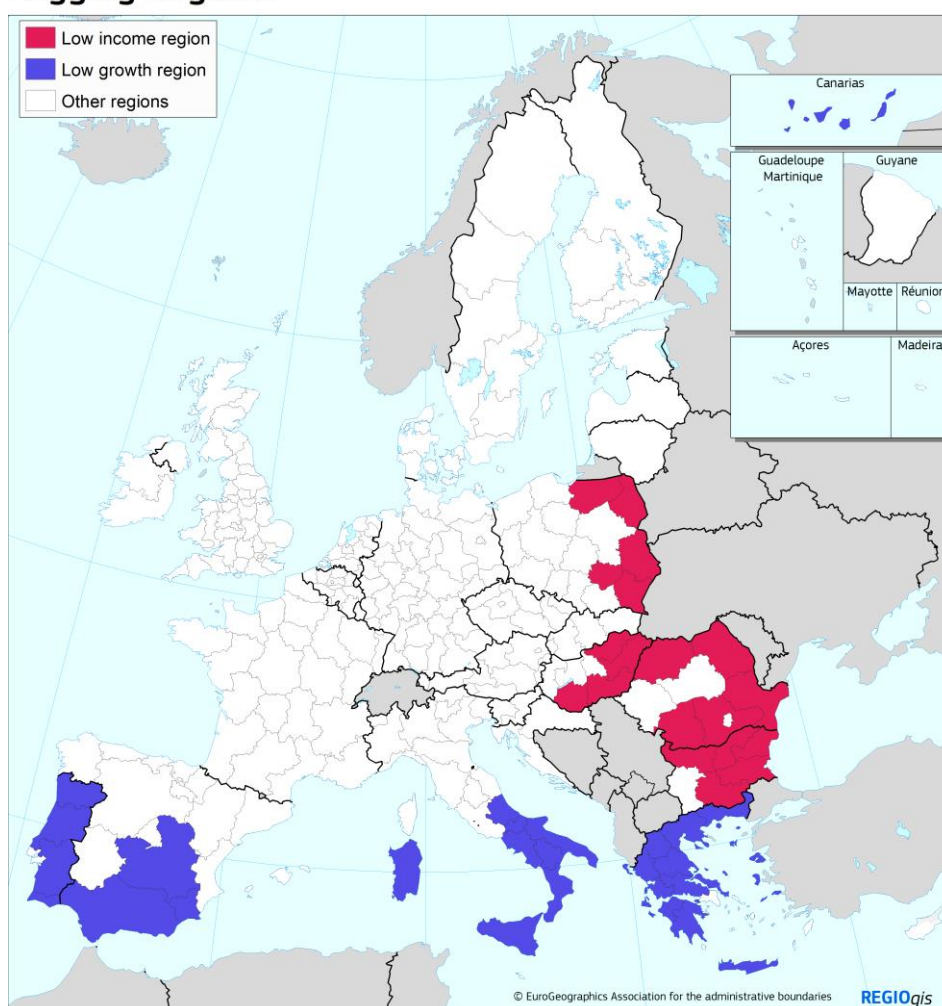 Low income region
Low growth region
Other regions
Canarias
Guadeloupe
Martinique
Guyane
Mayotte
Réunion
Açores
Madeira
© EuroGeographics Association for the administrative boundaries
REGIOgis